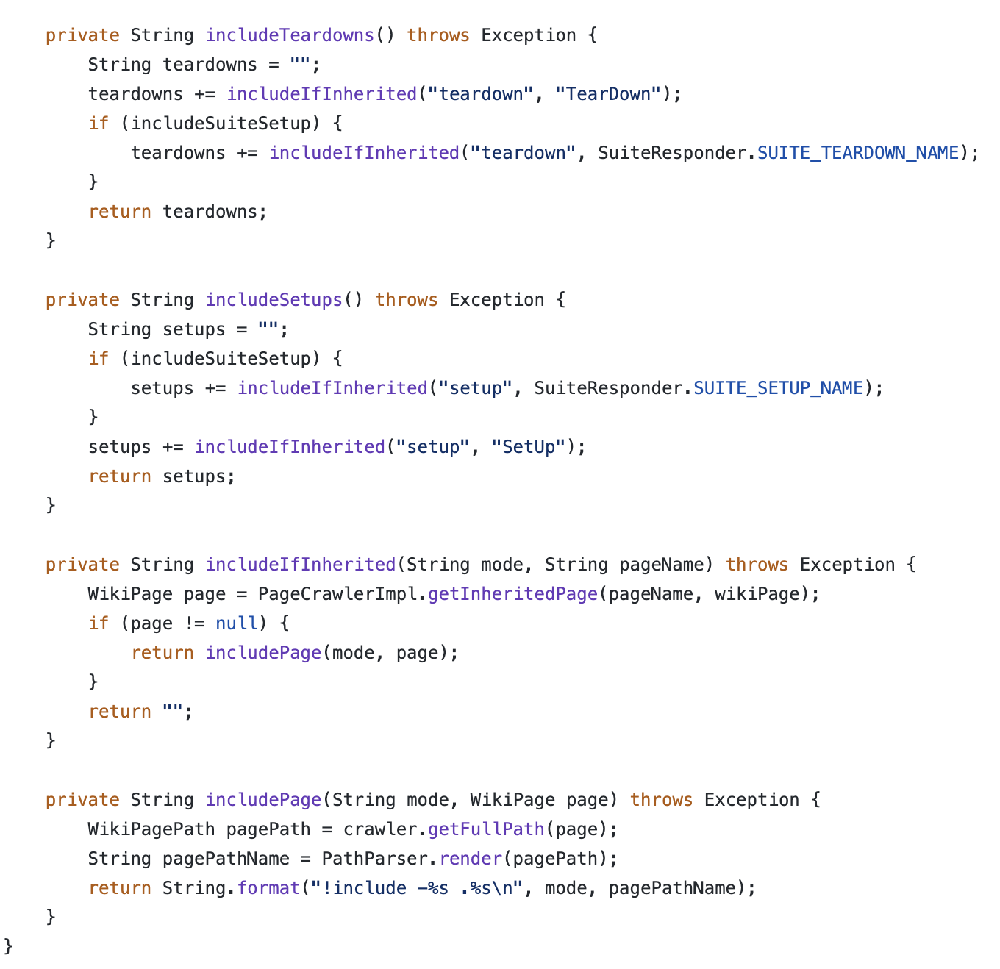 private String includeTeardowns() throws Exception {
String teardowns = "";
teardowns += includeIfInherited("teardown", "TearDown");
if (includeSuiteSetup) {
teardowns += includeIfInherited("teardown", SuiteResponder.SUITE_TEARDOWN_NAME);
}
return teardowns;
}
private String includeSetups() throws Exception {
String setups = "";
if (includeSuiteSetup) {
setups += includeIfInherited("setup", SuiteResponder.SUITE_SETUP_NAME);
}
setups += includeIfInherited("setup", "SetUp");
return setups;
}
private String includeIfInherited(String mode, String pageName) throws Exception {
WikiPage page = PageCrawlerImpl.getInheritedPage(pageName, wikiPage);
if (page != null) {
return includePage(mode, page);
}
return "";
}
private String includePage(String mode, WikiPage page) throws Exception {
WikiPagePath pagePath = crawler.getFullPath(page);
String pagePathName = PathParser.render(pagePath);
return String.format("!include -%s .%s\n", mode, pagePathName);
}
}